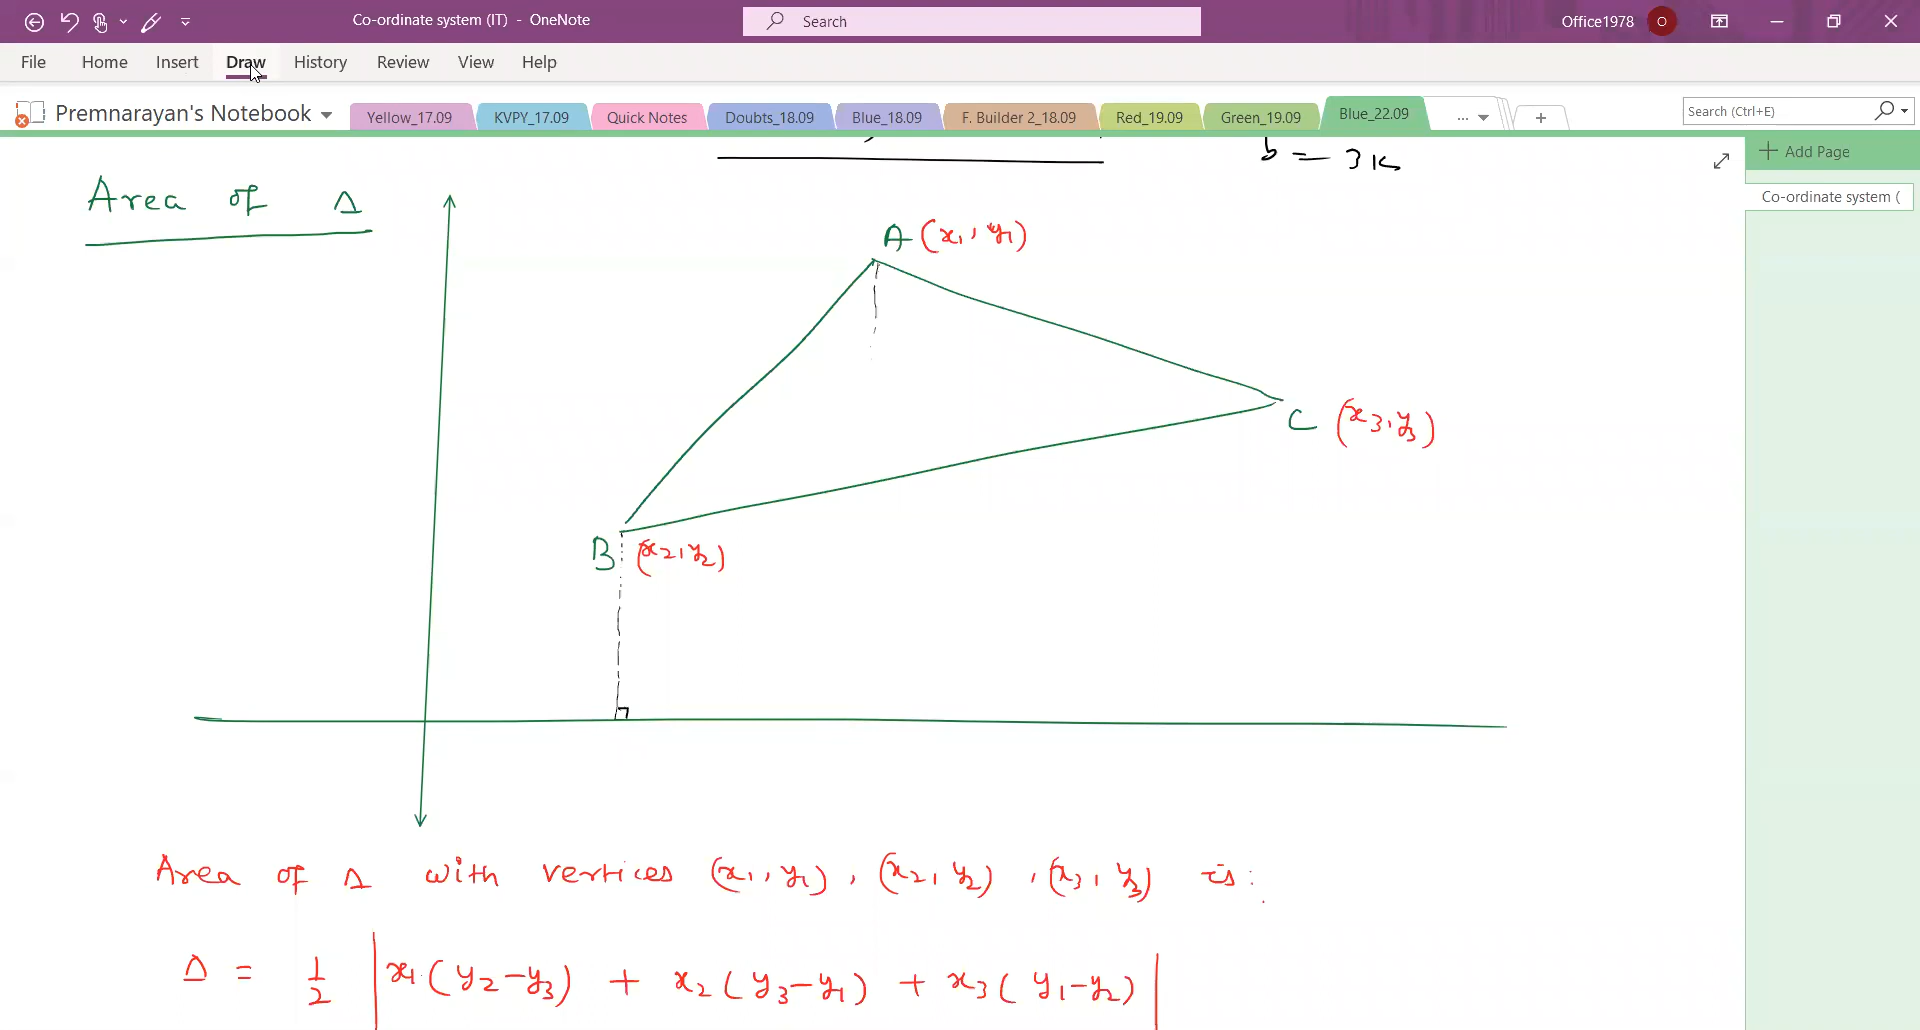 Co-ordinate system (IT) - OneNote
Search
Office1978
O
File Home Insert Draw History Review View Help
Premnarayan's Notebook
Yellow_17.09
KVPY_17.09
Quick Notes
Doubts_18.09
Blue_18.09
F. Builder 2_18.09
Red_19.09
Green_19.09
Blue_22.09
...
Search (Ctrl+E)
Add Page
Co-ordinate system (
b = 3k
Area of Δ
A (x₁, y₁)
C (x₃, y₃)
B (x₂, y₂)
Area of Δ with vertices (x₁, y₁), (x₂, y₂), (x₃, y₃) is:
Δ = 1/2 |x₁(y₂-y₃) + x₂(y₃-y₁) + x₃(y₁-y₂)|